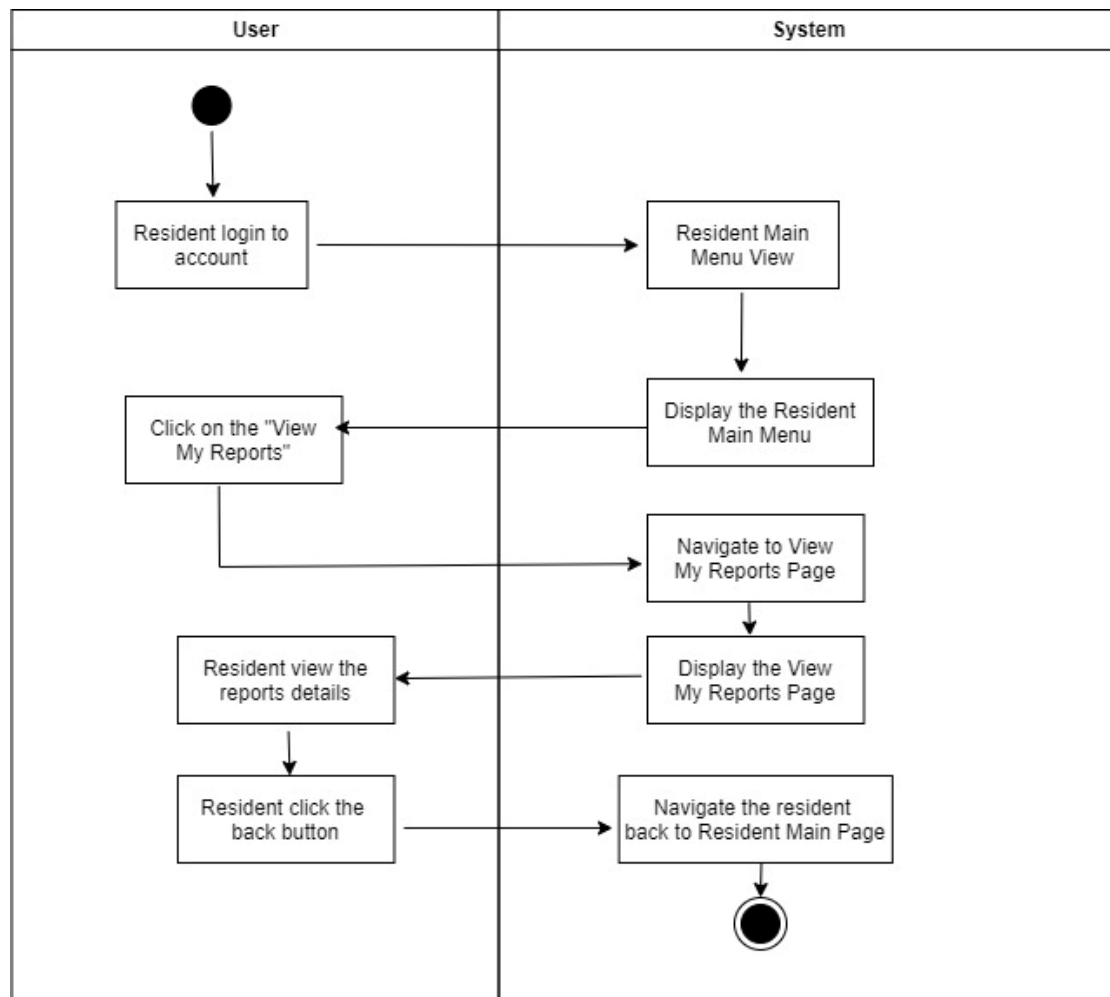 User
System
Resident login to
account
Resident Main
Menu View
Display the Resident
Main Menu
Click on the "View
My Reports"
Navigate to View
My Reports Page
Display the View
My Reports Page
Resident view the
reports details
Resident click the
back button
Navigate the resident
back to Resident Main Page